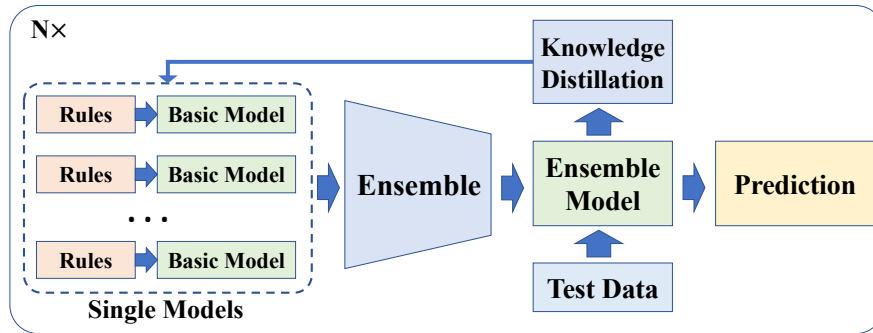 N×
Knowledge
Distillation
Rules
Basic Model
Rules
Basic Model
...
Rules
Basic Model
Single Models
Ensemble
Ensemble
Model
Prediction
Test Data